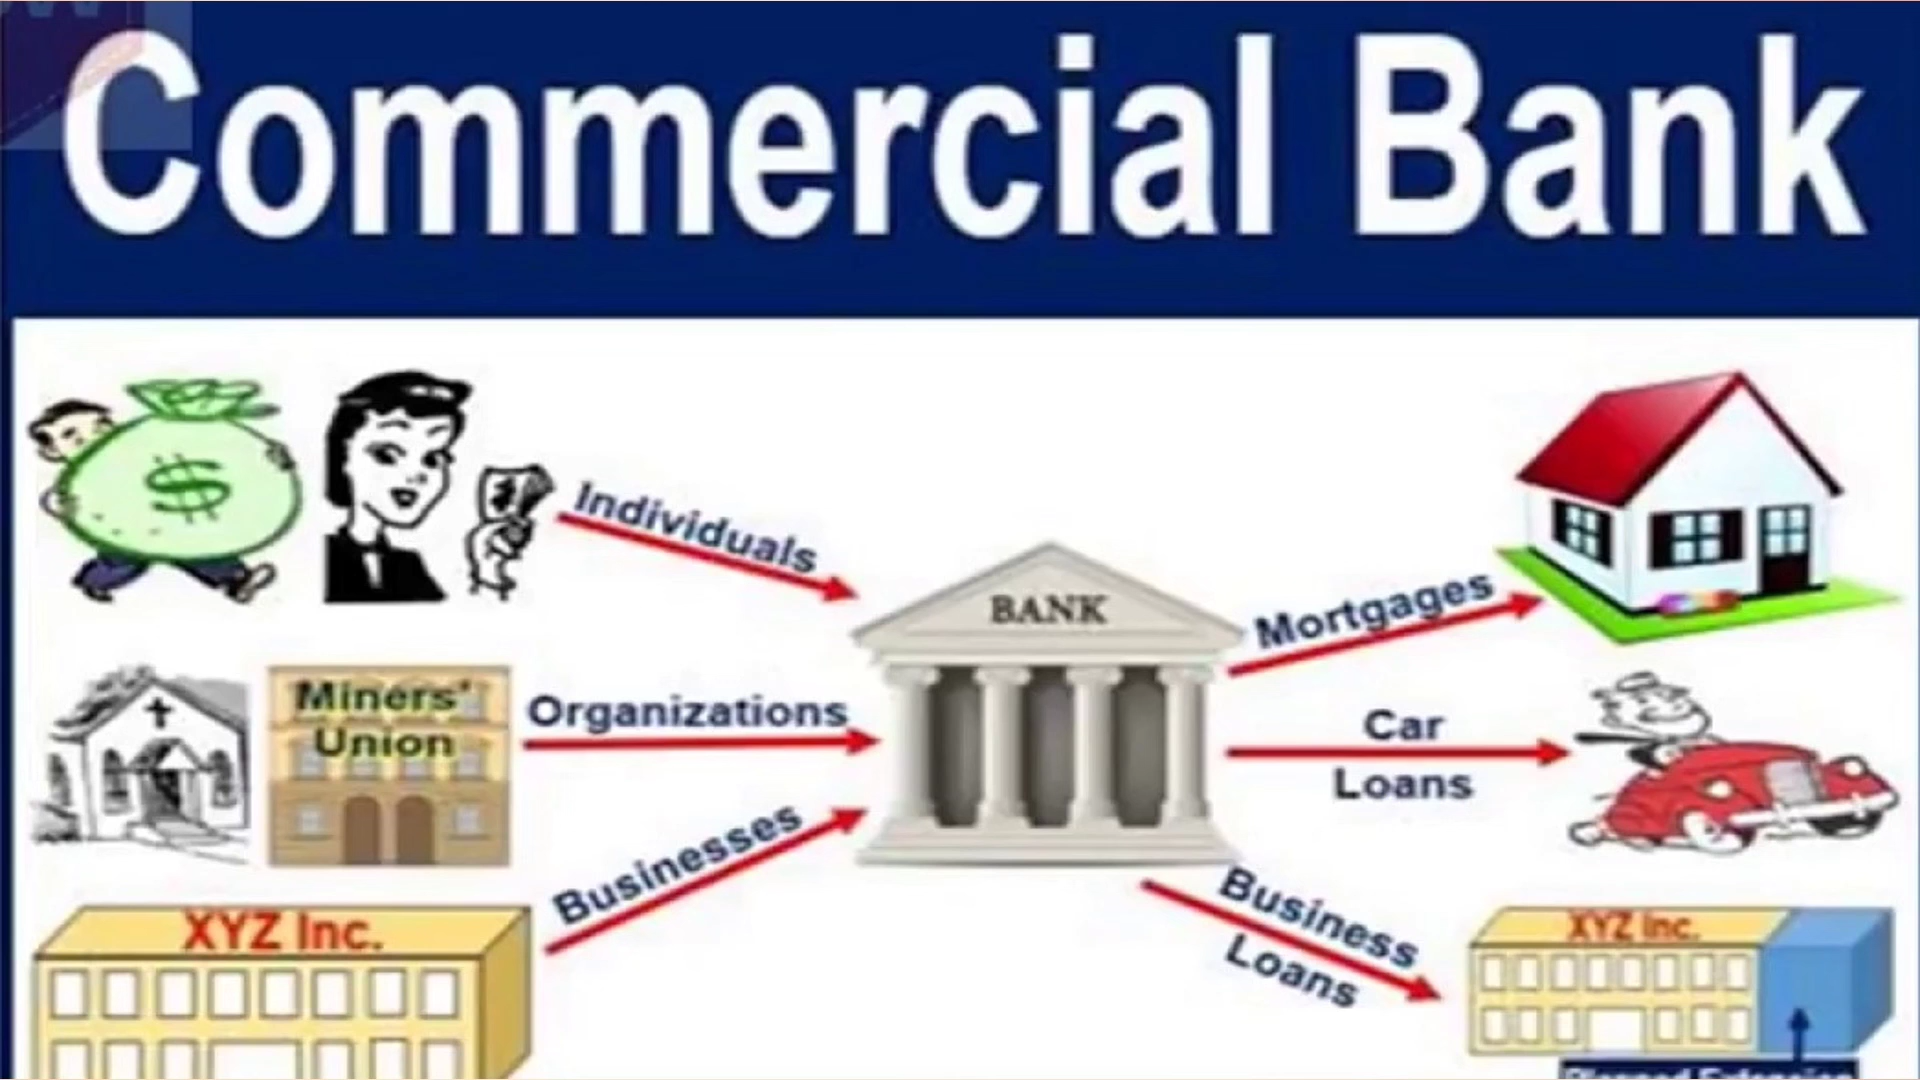 Commercial Bank
$
Individuals
BANK
Mortgages
Miners'
Union
Organizations
Car
Loans
Businesses
Business
Loans
XYZ Inc.
XYZ Inc.